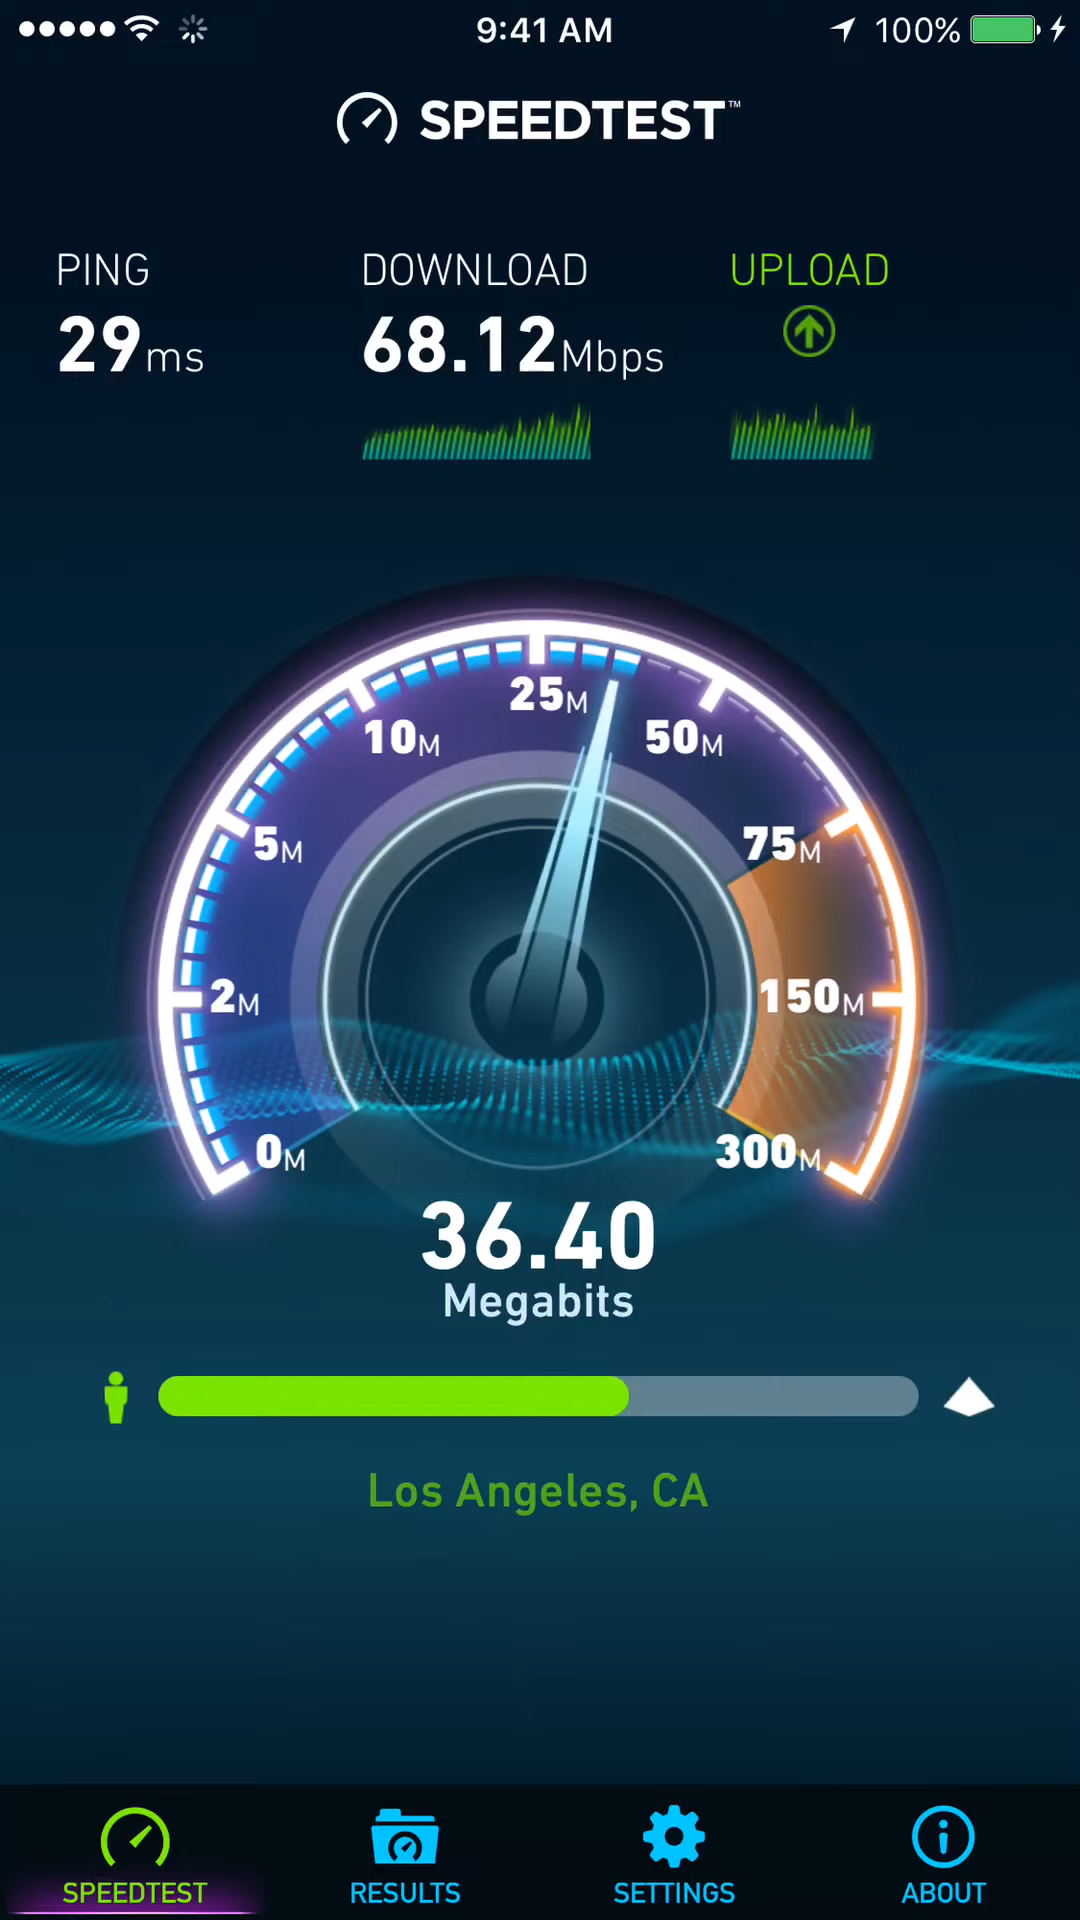 9:41 AM 100%
SPEEDTEST™
PING DOWNLOAD UPLOAD
29ms 68.12Mbps
25M
10M 50M
5M 75M
2M 150M
0M 300M
36.40
Megabits
Los Angeles, CA
SPEEDTEST RESULTS SETTINGS ABOUT